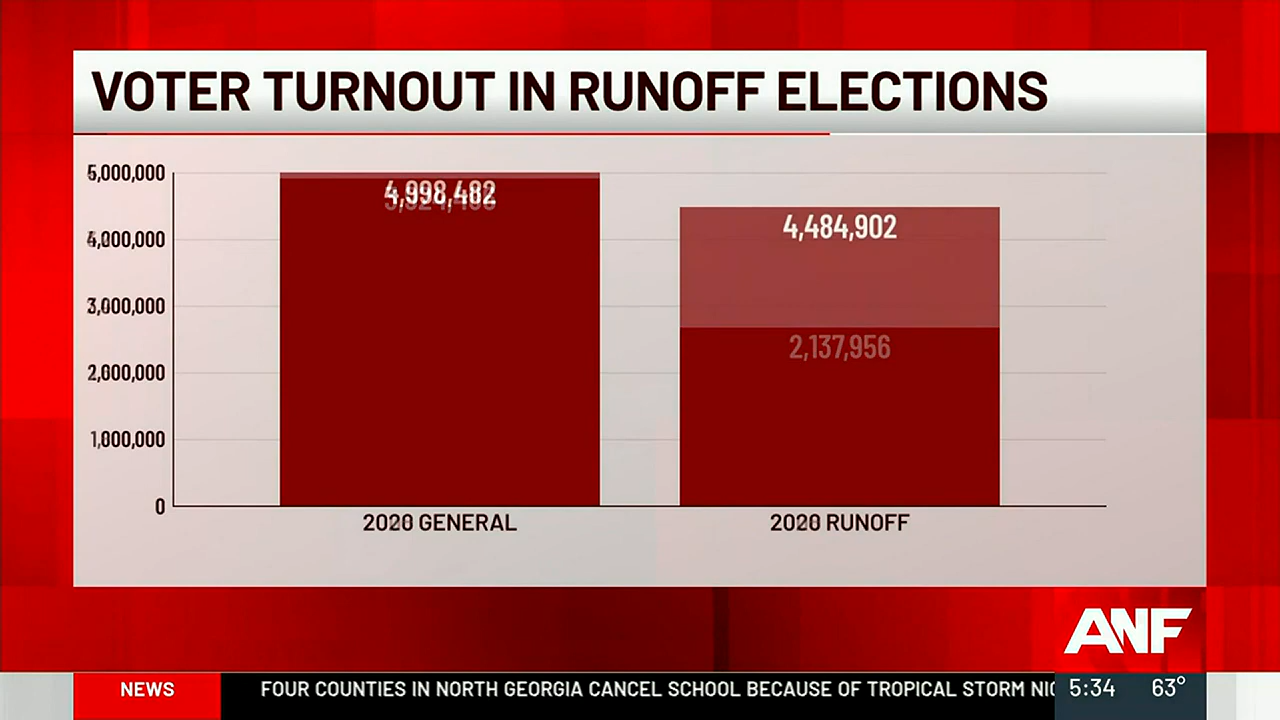 VOTER TURNOUT IN RUNOFF ELECTIONS
5,000,000
4,998,482
4,484,902
4,000,000
3,000,000
2,137,956
2,000,000
1,000,000
0
2020 GENERAL
2020 RUNOFF
ANF
NEWS
FOUR COUNTIES IN NORTH GEORGIA CANCEL SCHOOL BECAUSE OF TROPICAL STORM
5:34
63°